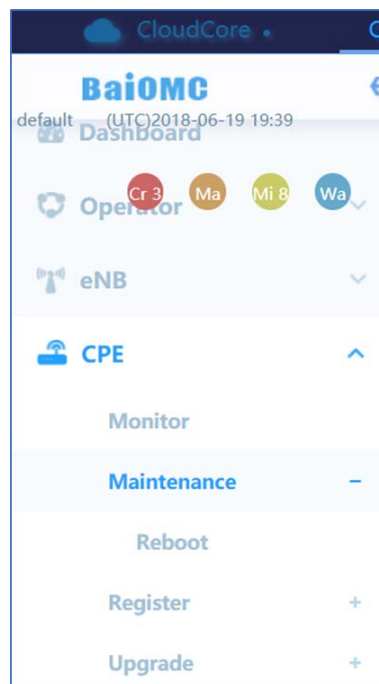 CloudCore
BaiOMC
default (UTC)2018-06-19 19:39
Dashboard
Cr 3 Ma Mi 8 Wa
Operator
eNB
CPE
Monitor
Maintenance −
Reboot
Register +
Upgrade +